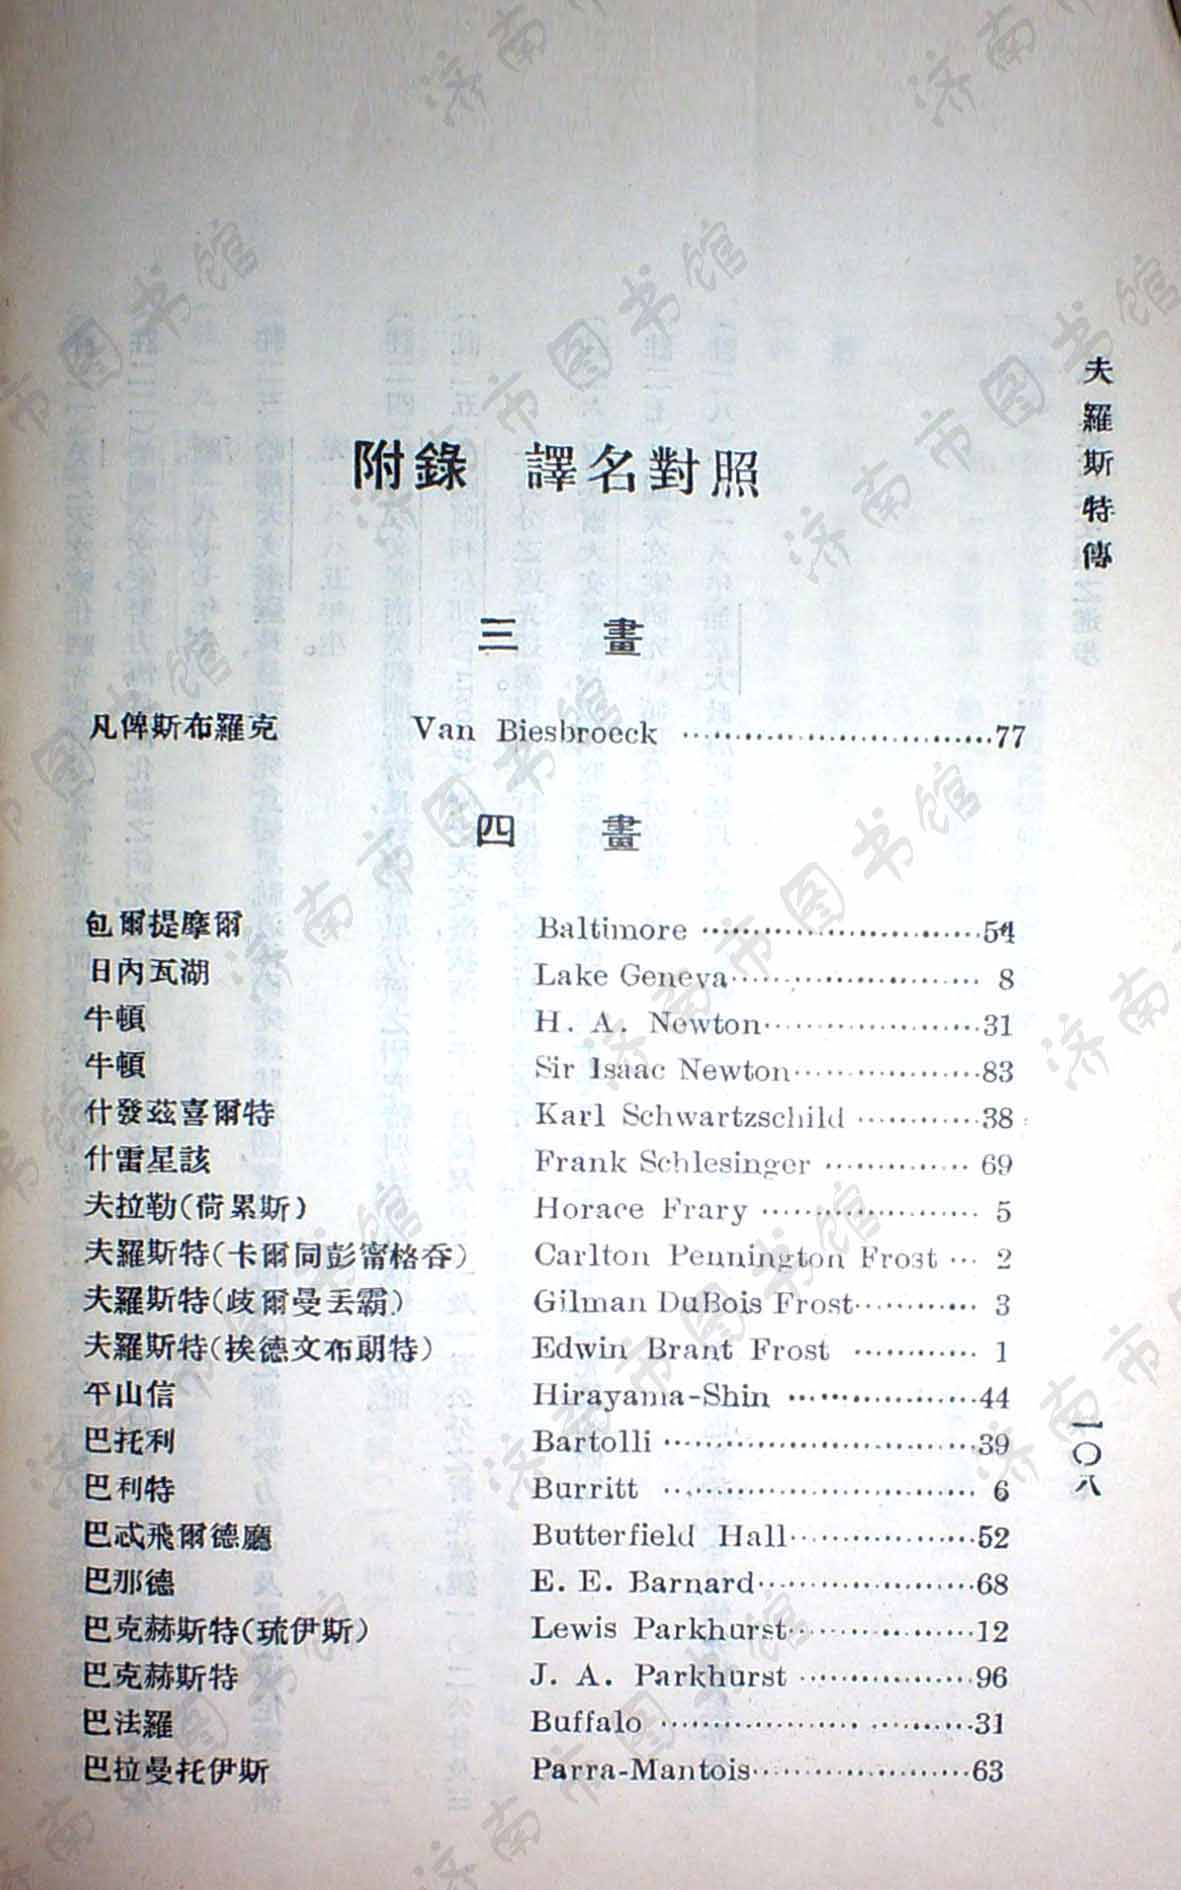 夫羅斯特傳
附錄　譯名對照
三　畫
凡俾斯布羅克 Van Biesbroeck ……………………77
四　畫
包爾提摩爾 Baltimore ……………………54
日內瓦湖 Lake Geneva…………………… 8
牛頓 H. A. Newton……………………31
牛頓 Sir Isaac Newton……………………83
什發茲喜爾特 Karl Schwartzschild …………38
什雷星該 Frank Schlesinger …………… 69
夫拉勒(荷累斯) Horace Frary ………………… 5
夫羅斯特(卡爾同彭甯格吞) Carlton Pennington Frost … 2
夫羅斯特(歧爾曼丟霸) Gilman DuBois Frost………… 3
夫羅斯特(挨德文布朗特) Edwin Brant Frost ………… 1
平山信 Hirayama-Shin ………………44
巴托利 Bartolli ……………………………39
巴利特 Burritt …………………………… 6
巴忒飛爾德廳 Butterfield Hall………………52
巴那德 E. E. Barnard…………………68
巴克赫斯特(琉伊斯) Lewis Parkhurst………………12
巴克赫斯特 J. A. Parkhurst ………………96
巴法羅 Buffalo ……………………………31
巴拉曼托伊斯 Parra-Mantois…………………63
一〇八
济南市图书馆